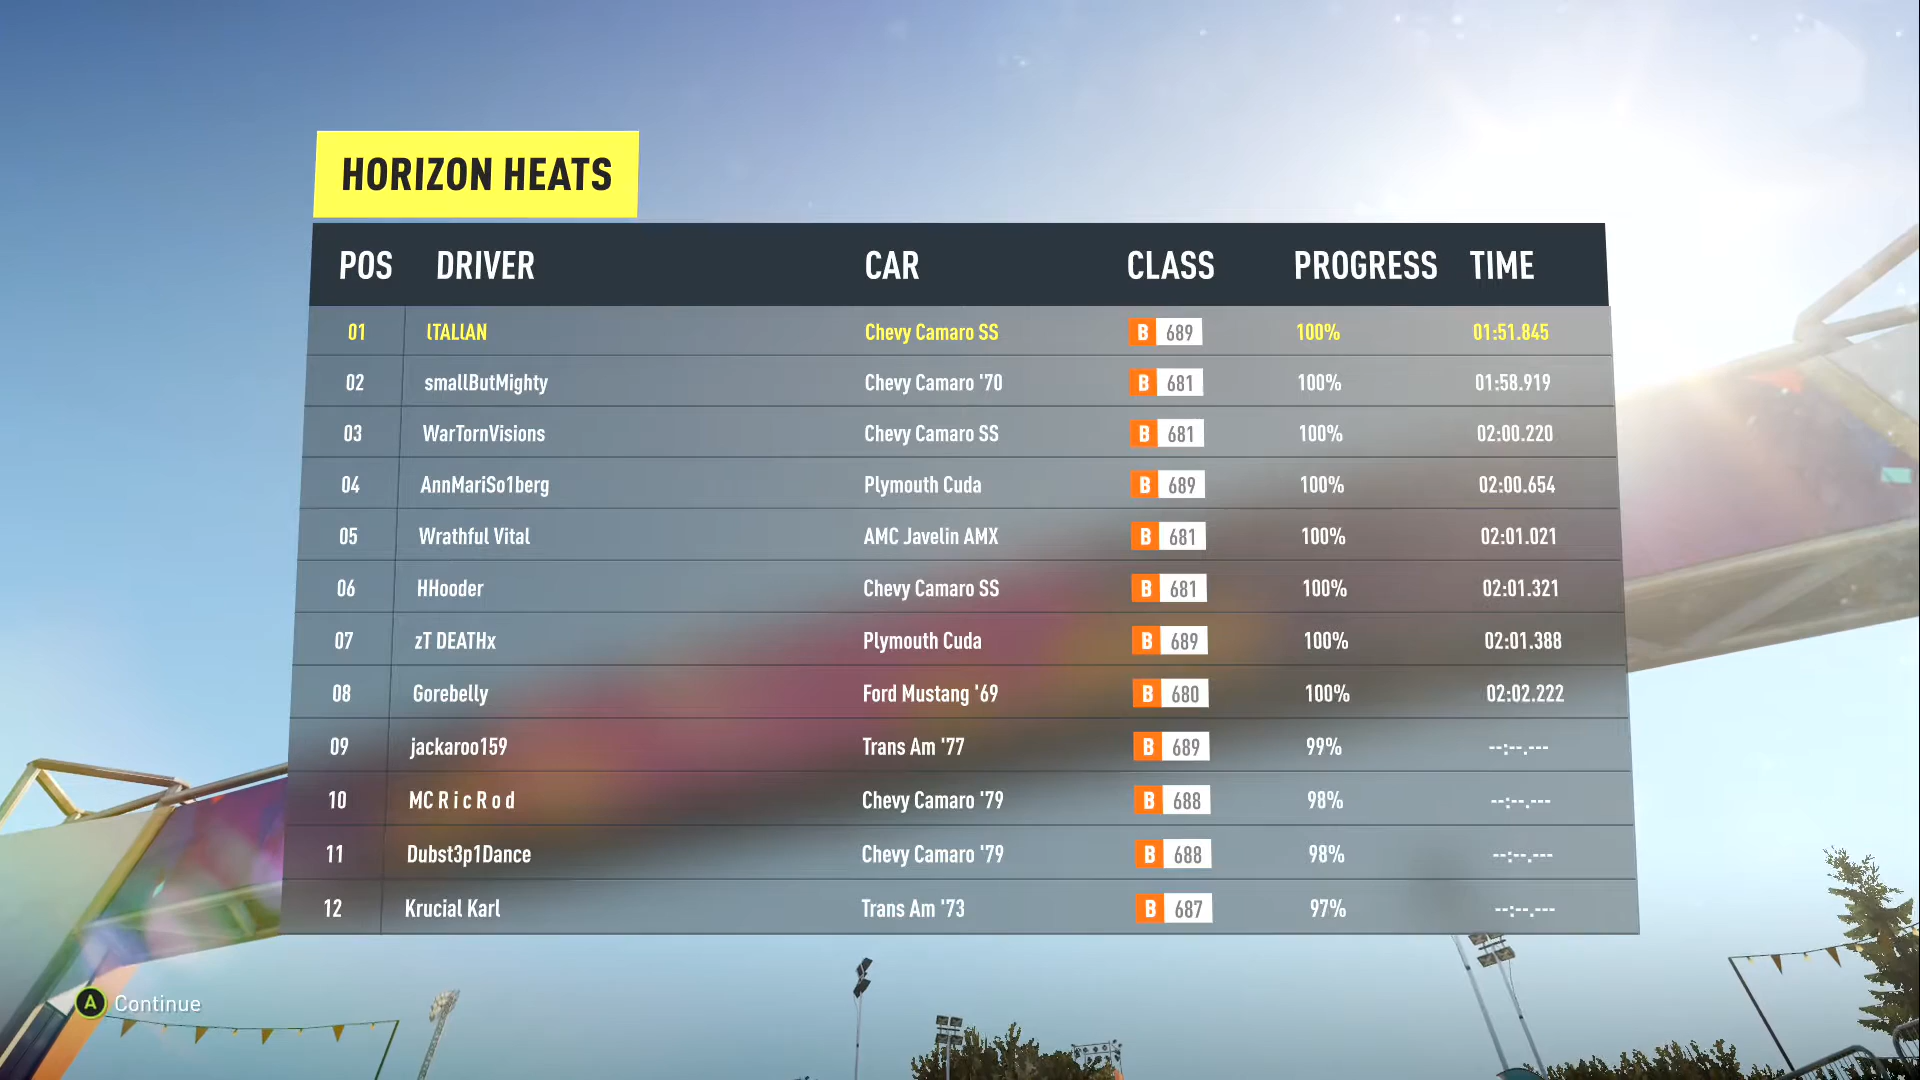 HORIZON HEATS
POS DRIVER CAR CLASS PROGRESS TIME
01 lTALlAN Chevy Camaro SS B 689 100% 01:51.845
02 smallButMighty Chevy Camaro '70 B 681 100% 01:58.919
03 WarTornVisions Chevy Camaro SS B 681 100% 02:00.220
04 AnnMariSo1berg Plymouth Cuda B 689 100% 02:00.654
05 Wrathful Vital AMC Javelin AMX B 681 100% 02:01.021
06 HHooder Chevy Camaro SS B 681 100% 02:01.321
07 zT DEATHx Plymouth Cuda B 689 100% 02:01.388
08 Gorebelly Ford Mustang '69 B 680 100% 02:02.222
09 jackaroo159 Trans Am '77 B 689 99% --:--.---
10 MC R i c R o d Chevy Camaro '79 B 688 98% --:--.---
11 Dubst3p1Dance Chevy Camaro '79 B 688 98% --:--.---
12 Krucial Karl Trans Am '73 B 687 97% --:--.---
A Continue